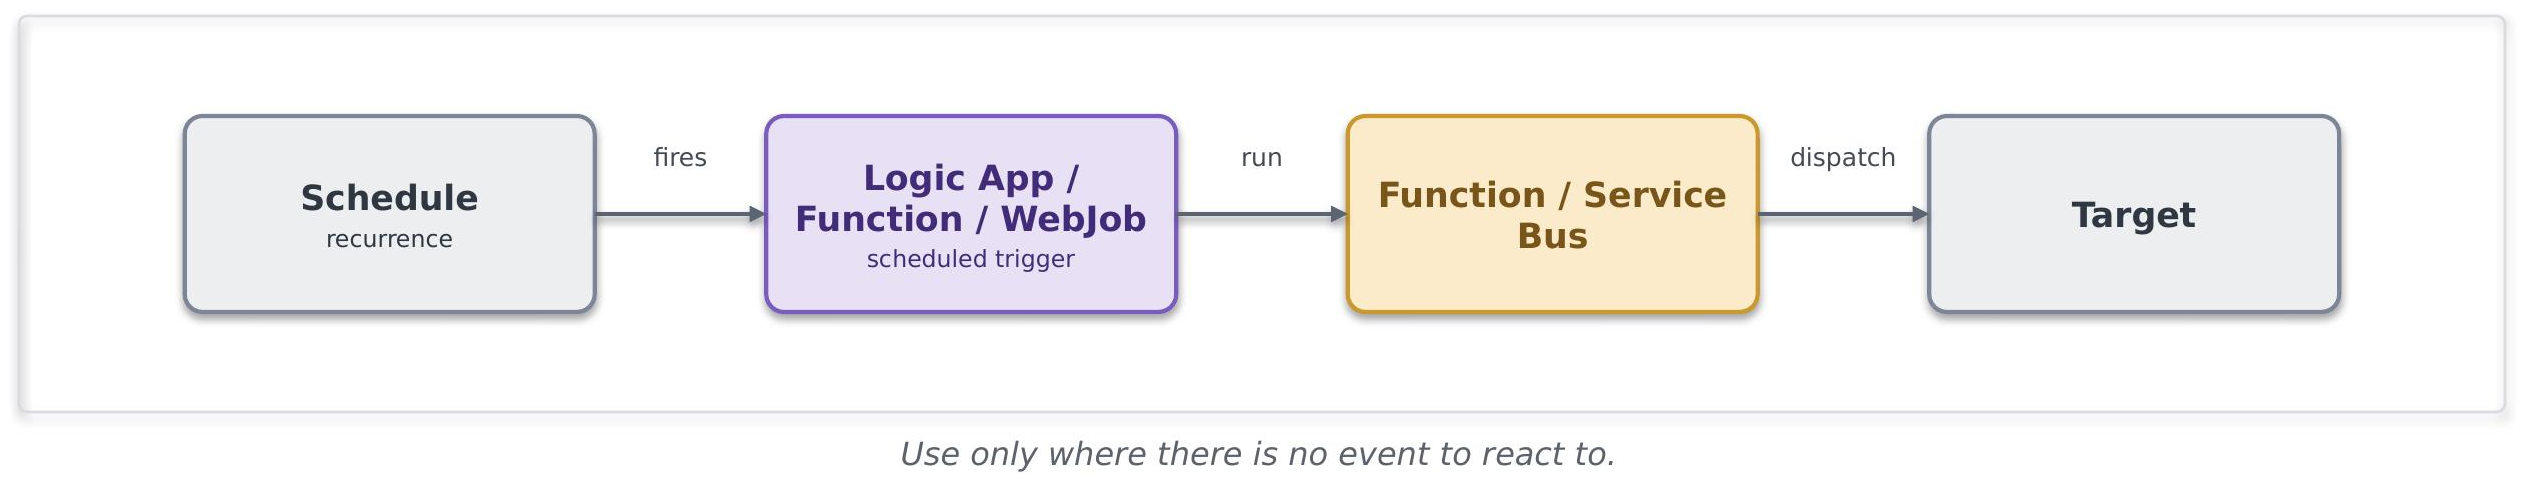 Schedule
recurrence
fires
Logic App /
Function / WebJob
scheduled trigger
run
Function / Service
Bus
dispatch
Target
Use only where there is no event to react to.